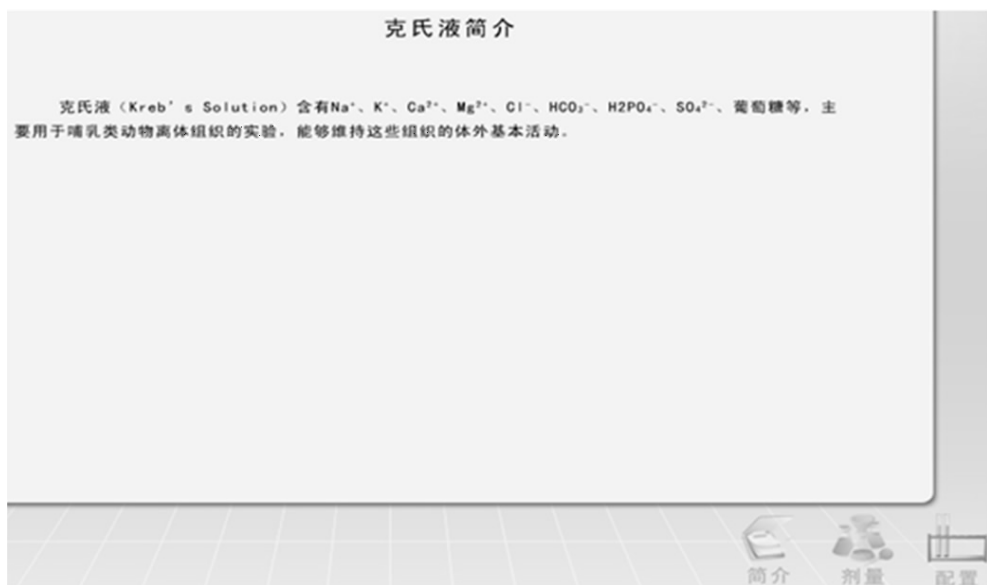 克氏液简介
克氏液（Kreb's Solution）含有Na⁺、K⁺、Ca²⁺、Mg²⁺、Cl⁻、HCO₃⁻、H2PO₄⁻、SO₄²⁻、葡萄糖等，主
要用于哺乳类动物离体组织的实验，能够维持这些组织的体外基本活动。
简介 剂量 配置